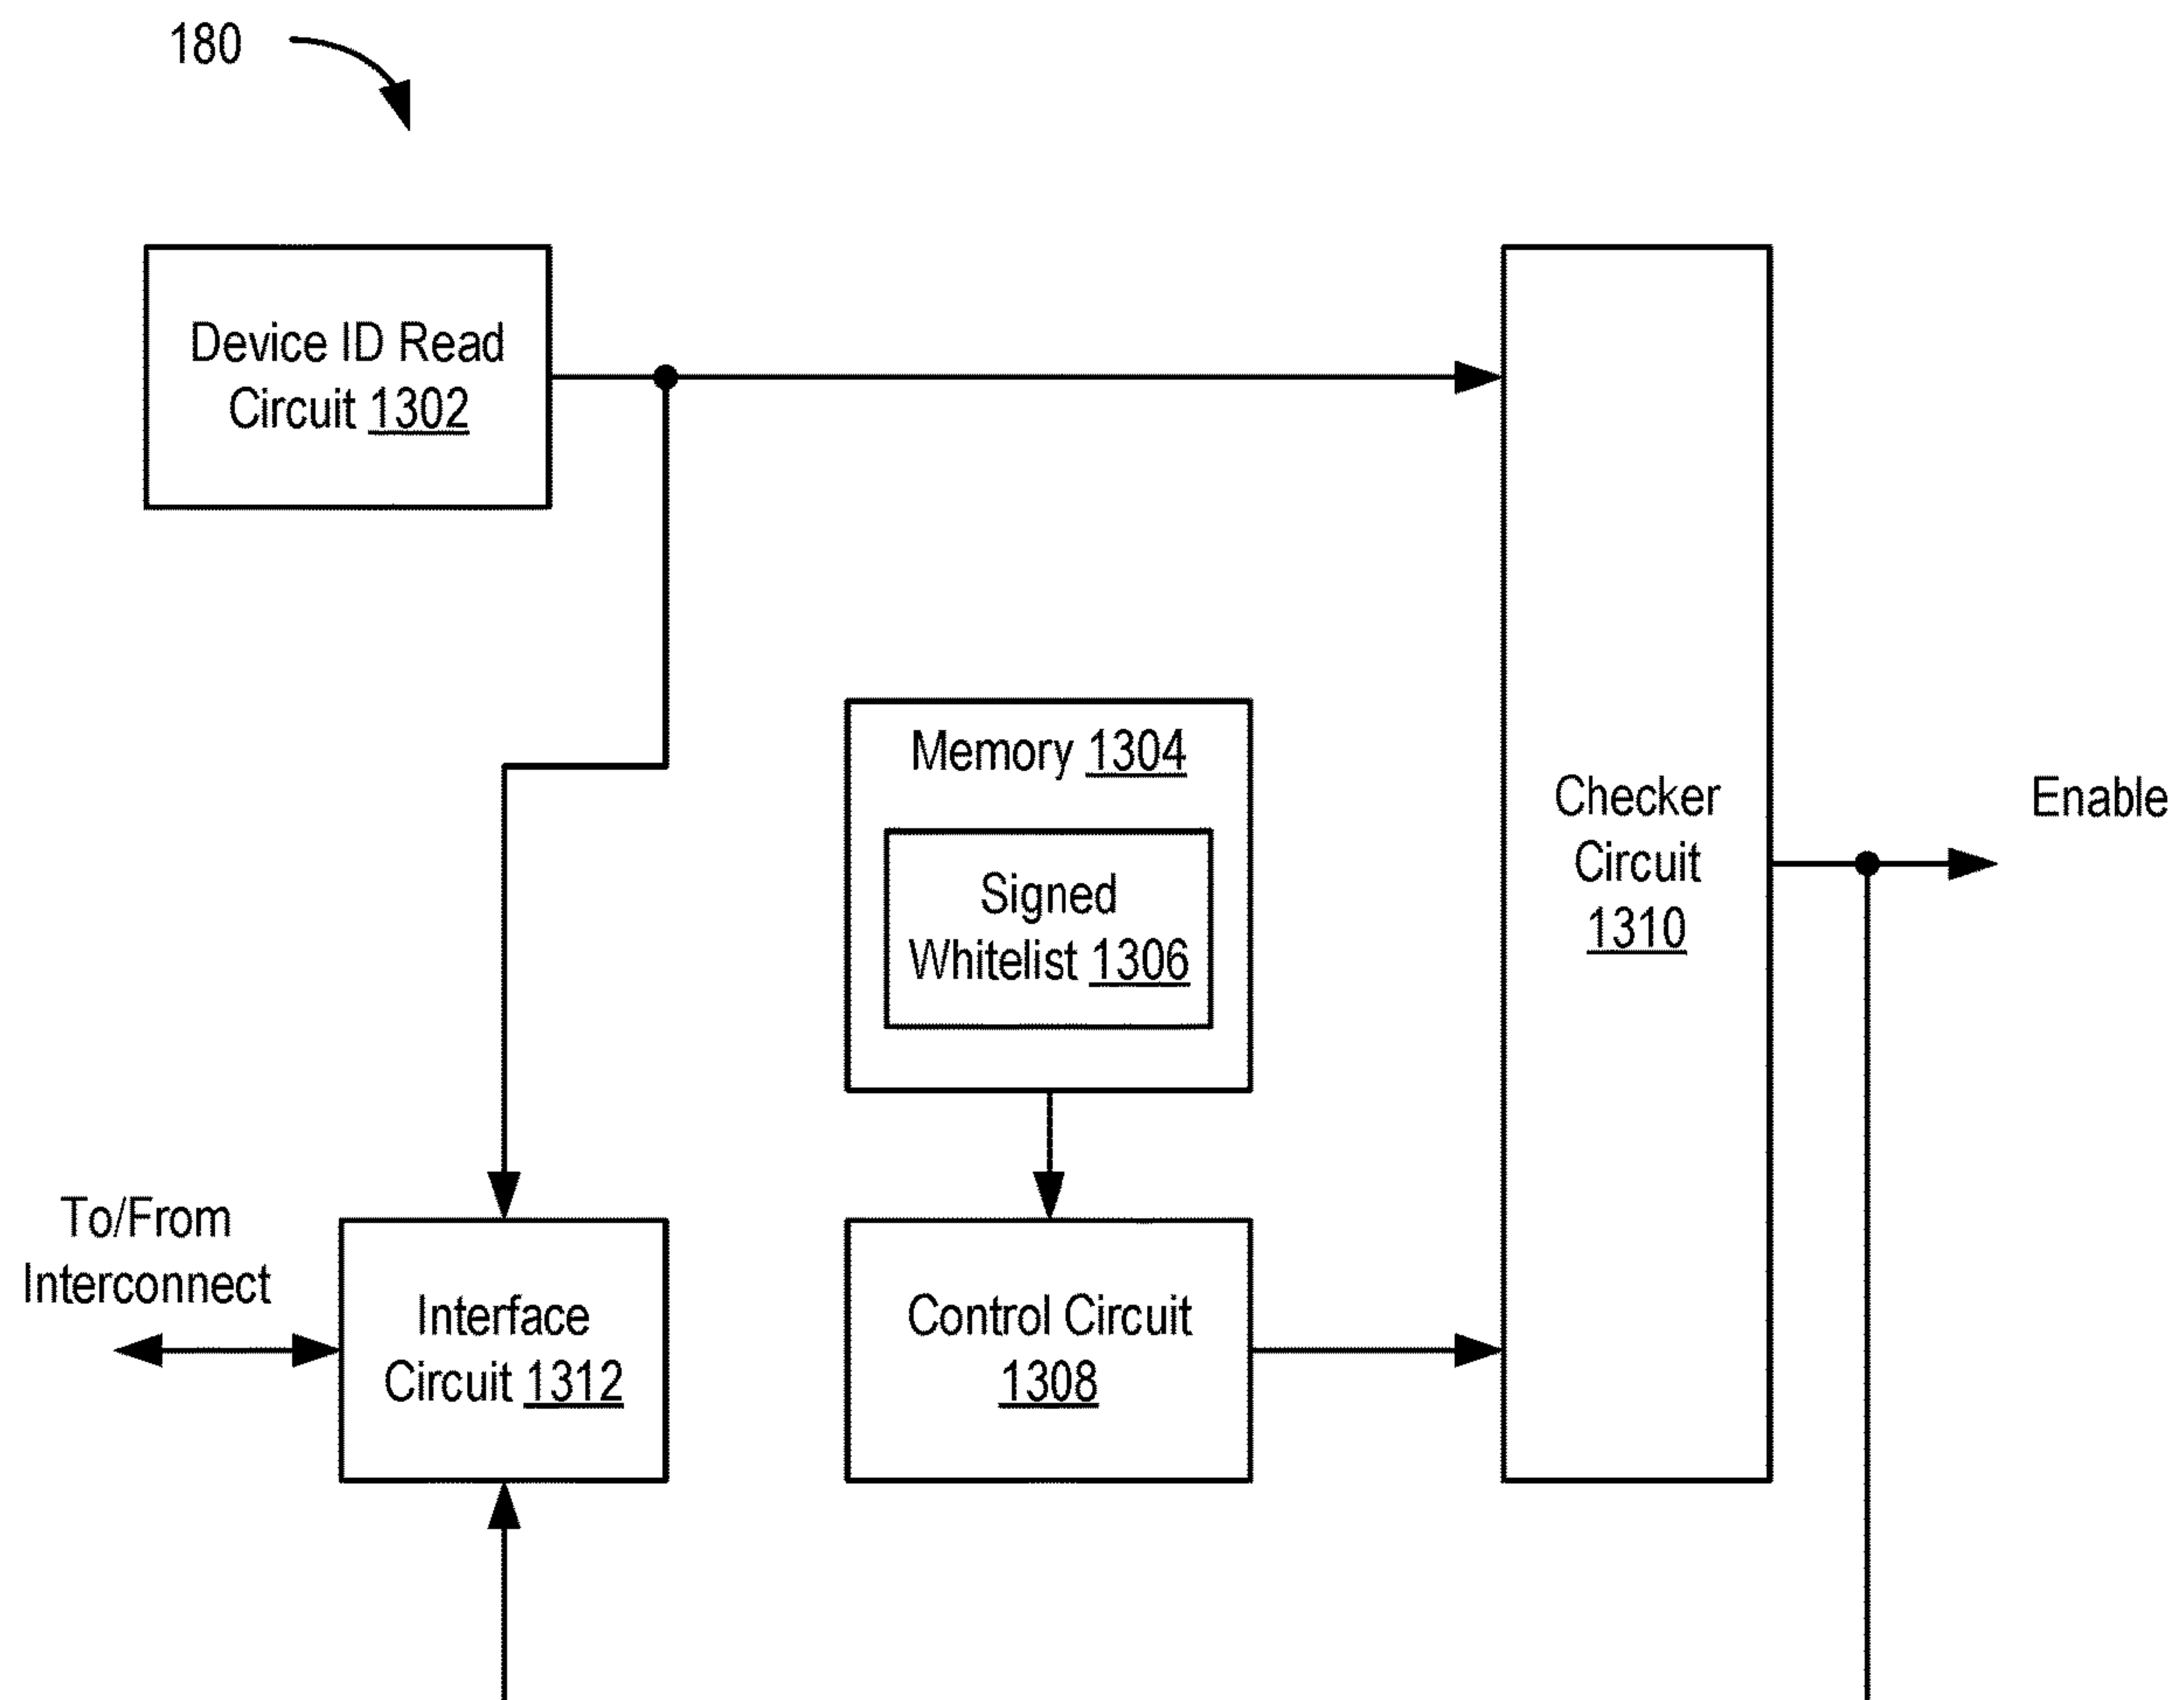 180
Device ID Read
Circuit 1302
Memory 1304
Signed
Whitelist 1306
Checker
Circuit
1310
Enable
To/From
Interconnect
Interface
Circuit 1312
Control Circuit
1308